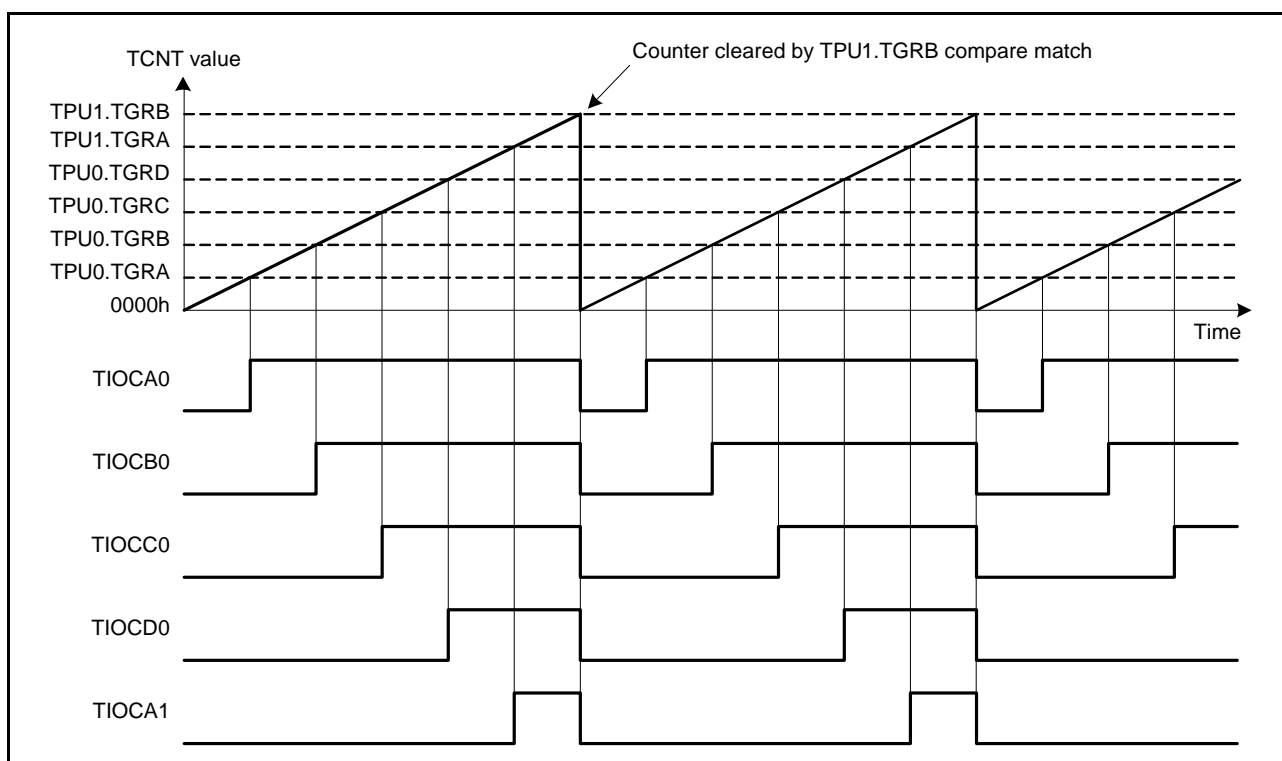 Counter cleared by TPU1.TGRB compare match
TCNT value
TPU1.TGRB
TPU1.TGRA
TPU0.TGRD
TPU0.TGRC
TPU0.TGRB
TPU0.TGRA
0000h
Time
TIOCA0
TIOCB0
TIOCC0
TIOCD0
TIOCA1